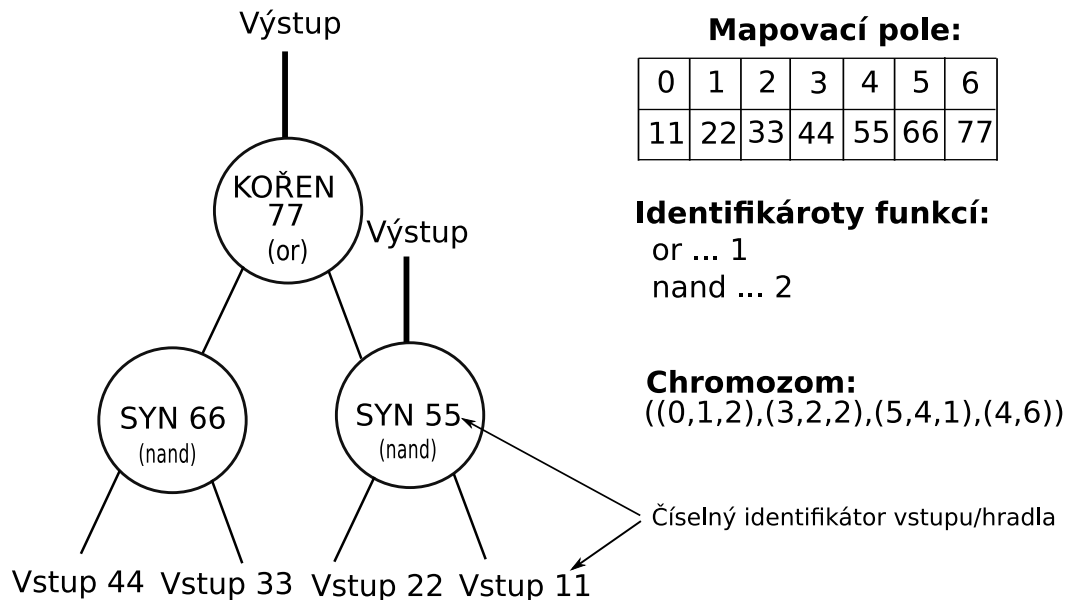 Výstup
KOŘEN
77
(or)
Výstup
SYN 66
(nand)
SYN 55
(nand)
Vstup 44 Vstup 33 Vstup 22 Vstup 11
Mapovací pole:
0 1 2 3 4 5 6
11 22 33 44 55 66 77
Identifikároty funkcí:
or ... 1
nand ... 2
Chromozom:
((0,1,2),(3,2,2),(5,4,1),(4,6))
Číselný identifikátor vstupu/hradla